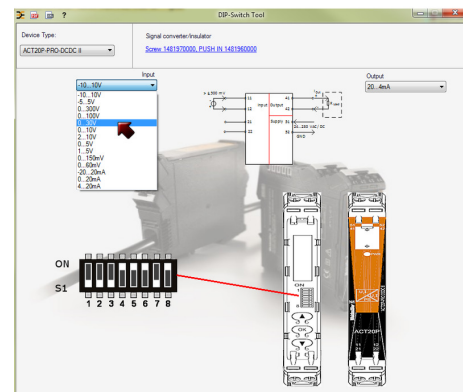 DIP-Switch Tool
?
Device Type:
Signal converter/insulator
ACT20P-PRO-DCDC II
Screw 1481970000, PUSH IN 1481960000
Input
Output
-10...10V
20...4mA
-10...10V
-5...5V
0...300V
0...100V
0...30V
0...10V
2...10V
0...5V
1...5V
0...150mV
0...60mV
-20...20mA
0...20mA
4...20mA
Input Output
Supply
GND
ON
S1
1 2 3 4 5 6 7 8
ON
OK
ACT20P